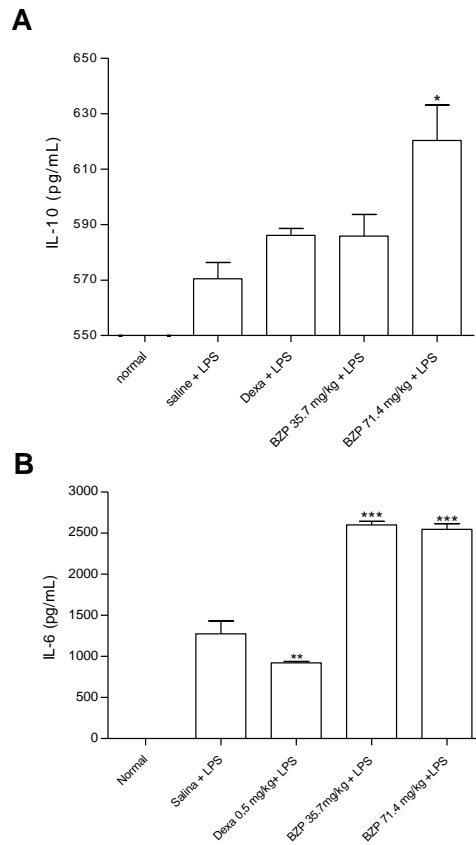 A
650
630
610
590
570
550
IL-10 (pg/mL)
*
normal
saline + LPS
Dexa + LPS
BZP 35.7 mg/kg + LPS
BZP 71.4 mg/kg + LPS
B
3000
2500
2000
1500
1000
500
0
IL-6 (pg/mL)
**
***
***
Normal
Salina + LPS
Dexa 0.5 mg/kg+ LPS
BZP 35.7mg/kg + LPS
BZP 71.4 mg/kg +LPS